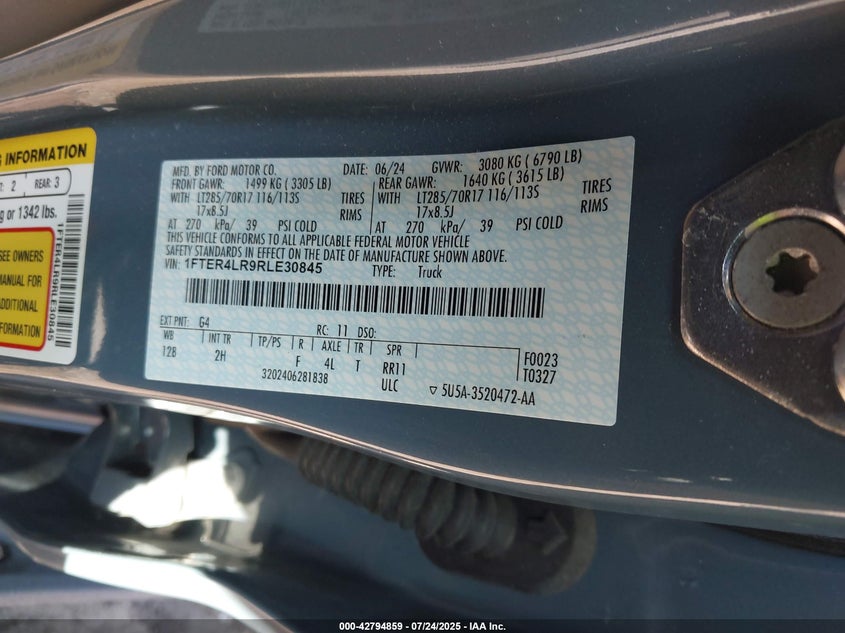 G INFORMATION
: 2 REAR: 3
g or 1342 lbs.
SEE OWNERS
MANUAL FOR
ADDITIONAL
INFORMATION
1FTER4LR9RLE30845
MFD. BY FORD MOTOR CO. DATE: 06/24 GVWR: 3080 KG ( 6790 LB)
FRONT GAWR: 1499 KG ( 3305 LB) REAR GAWR: 1640 KG ( 3615 LB)
WITH LT285/70R17 116/113S TIRES WITH LT285/70R17 116/113S TIRES
17x8.5J RIMS 17x8.5J RIMS
AT 270 kPa/ 39 PSI COLD AT 270 kPa/ 39 PSI COLD
THIS VEHICLE CONFORMS TO ALL APPLICABLE FEDERAL MOTOR VEHICLE
SAFETY STANDARDS IN EFFECT ON THE DATE OF MANUFACTURE SHOWN ABOVE.
VIN: 1FTER4LR9RLE30845 TYPE: Truck
EXT PNT: G4 RC: 11 DSO:
WB INT TR TP/PS R AXLE TR SPR
12B 2H F 4L T RR11 F0023
ULC T0327
3202406281838 ▽ 5U5A-3520472-AA
000-42794859 | 07/24/2025 | IAA Inc.